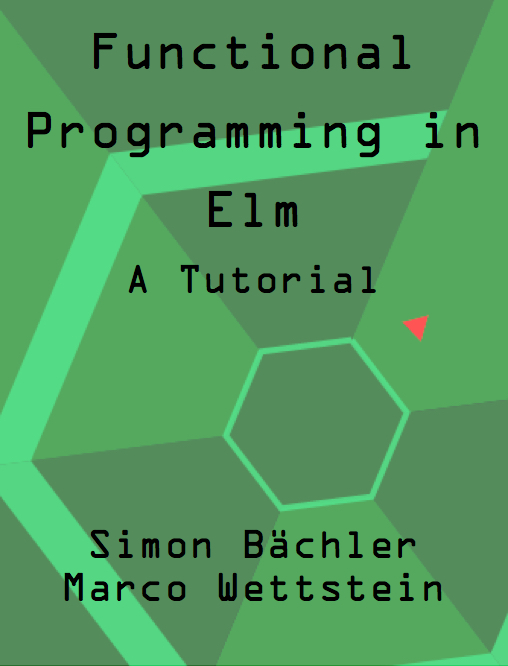 Functional
Programming in
Elm
A Tutorial
Simon Bächler
Marco Wettstein